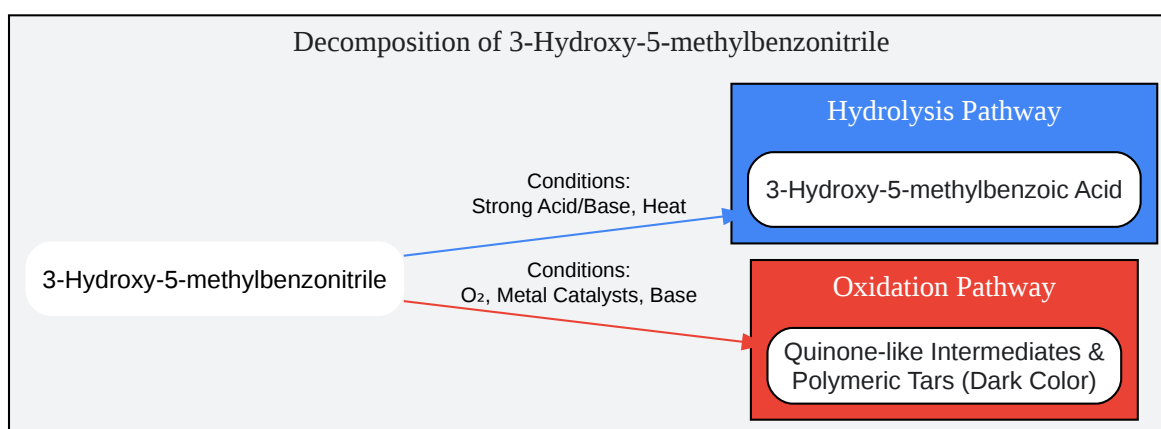 Decomposition of 3-Hydroxy-5-methylbenzonitrile
Hydrolysis Pathway
3-Hydroxy-5-methylbenzoic Acid
Conditions:
Strong Acid/Base, Heat
3-Hydroxy-5-methylbenzonitrile
Conditions:
O₂, Metal Catalysts, Base
Oxidation Pathway
Quinone-like Intermediates &
Polymeric Tars (Dark Color)